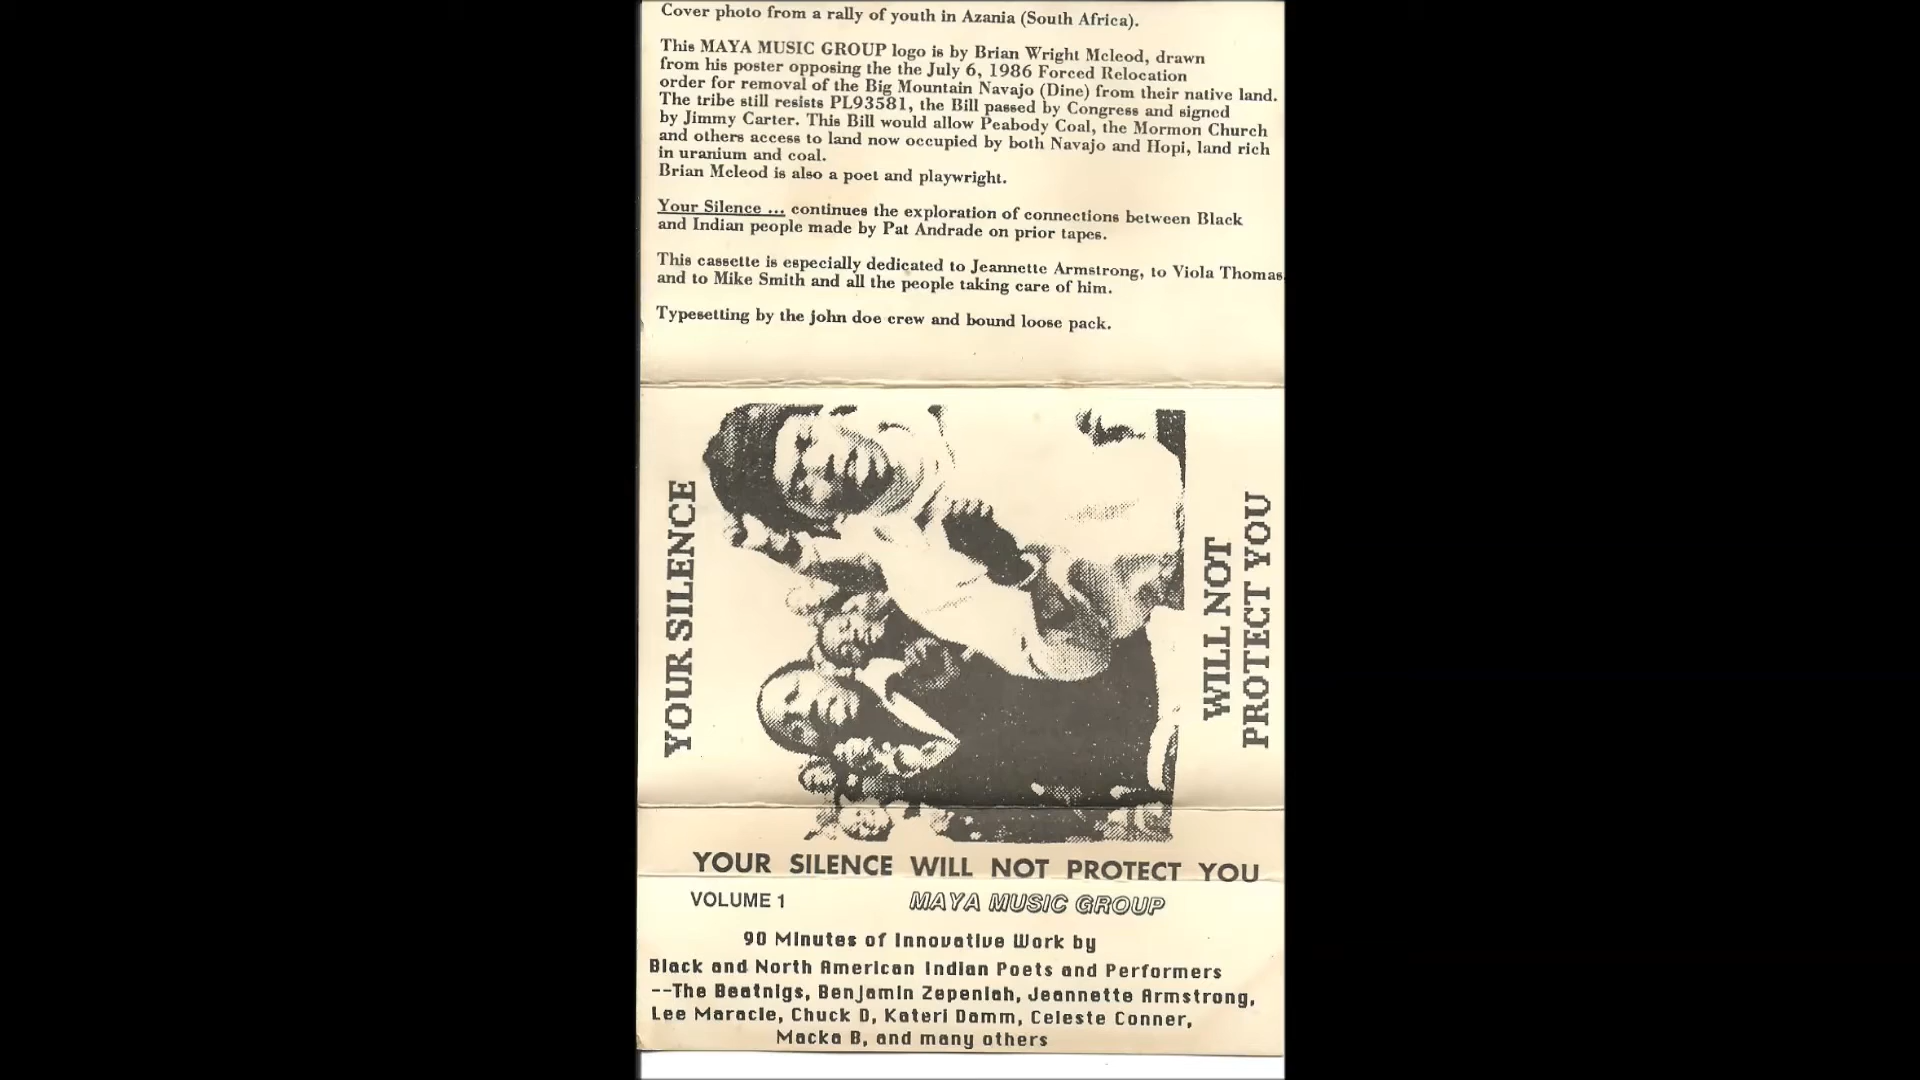 Cover photo from a rally of youth in Azania (South Africa).
This MAYA MUSIC GROUP logo is by Brian Wright Mcleod, drawn
from his poster opposing the the July 6, 1986 Forced Relocation
order for removal of the Big Mountain Navajo (Dine) from their native land.
The tribe still resists PL93581, the Bill passed by Congress and signed
by Jimmy Carter. This Bill would allow Peabody Coal, the Mormon Church
and others access to land now occupied by both Navajo and Hopi, land rich
in uranium and coal.
Brian Mcleod is also a poet and playwright.
Your Silence ... continues the exploration of connections between Black
and Indian people made by Pat Andrade on prior tapes.
This cassette is especially dedicated to Jeannette Armstrong, to Viola Thomas
and to Mike Smith and all the people taking care of him.
Typesetting by the john doe crew and bound loose pack.
YOUR SILENCE
WILL NOT
PROTECT YOU
YOUR SILENCE WILL NOT PROTECT YOU
VOLUME 1 MAYA MUSIC GROUP
90 Minutes of Innovative Work by
Black and North American Indian Poets and Performers
--The Beatnigs, Benjamin Zepeniah, Jeannette Armstrong,
Lee Maracle, Chuck D, Kateri Damm, Celeste Conner,
Macka B, and many others